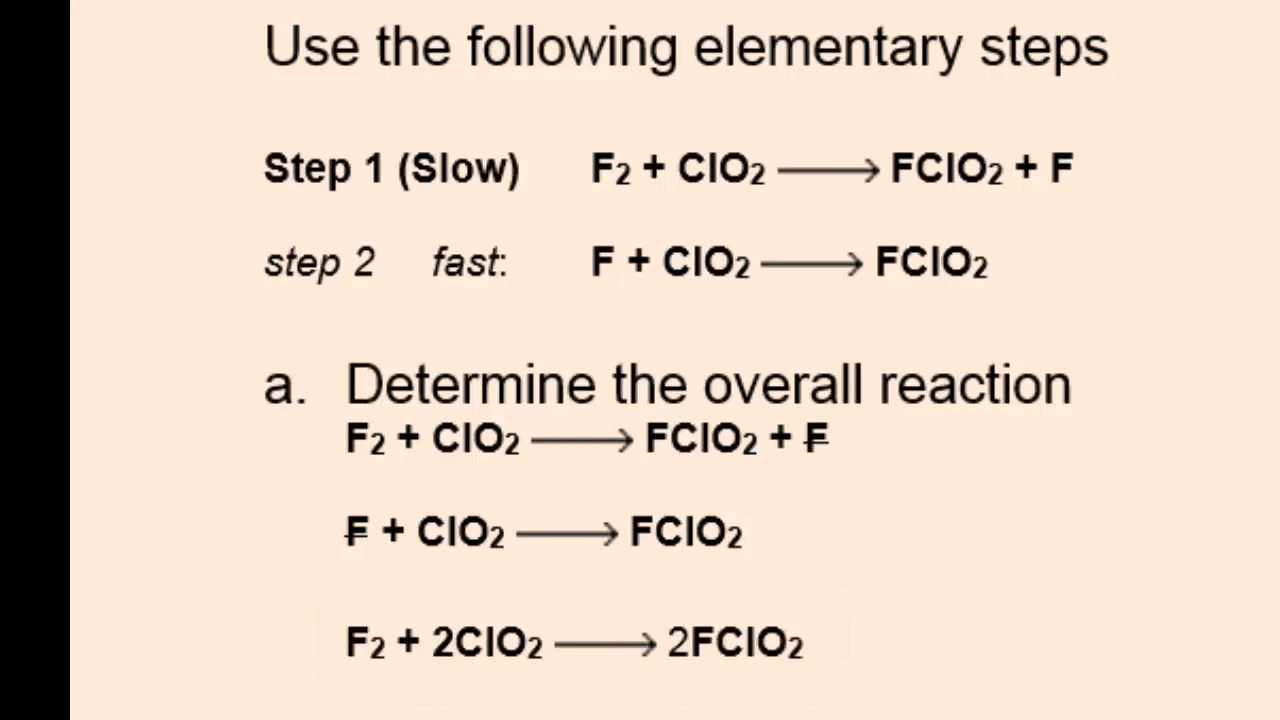 Use the following elementary steps
Step 1 (Slow) F₂ + ClO₂ ⟶ FClO₂ + F
step 2 fast: F + ClO₂ ⟶ FClO₂
a. Determine the overall reaction
F₂ + ClO₂ ⟶ FClO₂ + F
F + ClO₂ ⟶ FClO₂
F₂ + 2ClO₂ ⟶ 2FClO₂